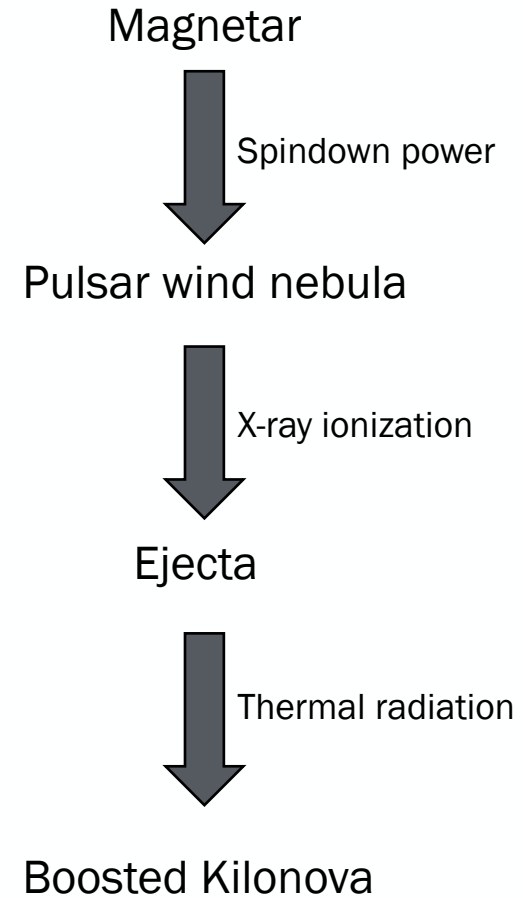 Magnetar
Spindown power
Pulsar wind nebula
X-ray ionization
Ejecta
Thermal radiation
Boosted Kilonova